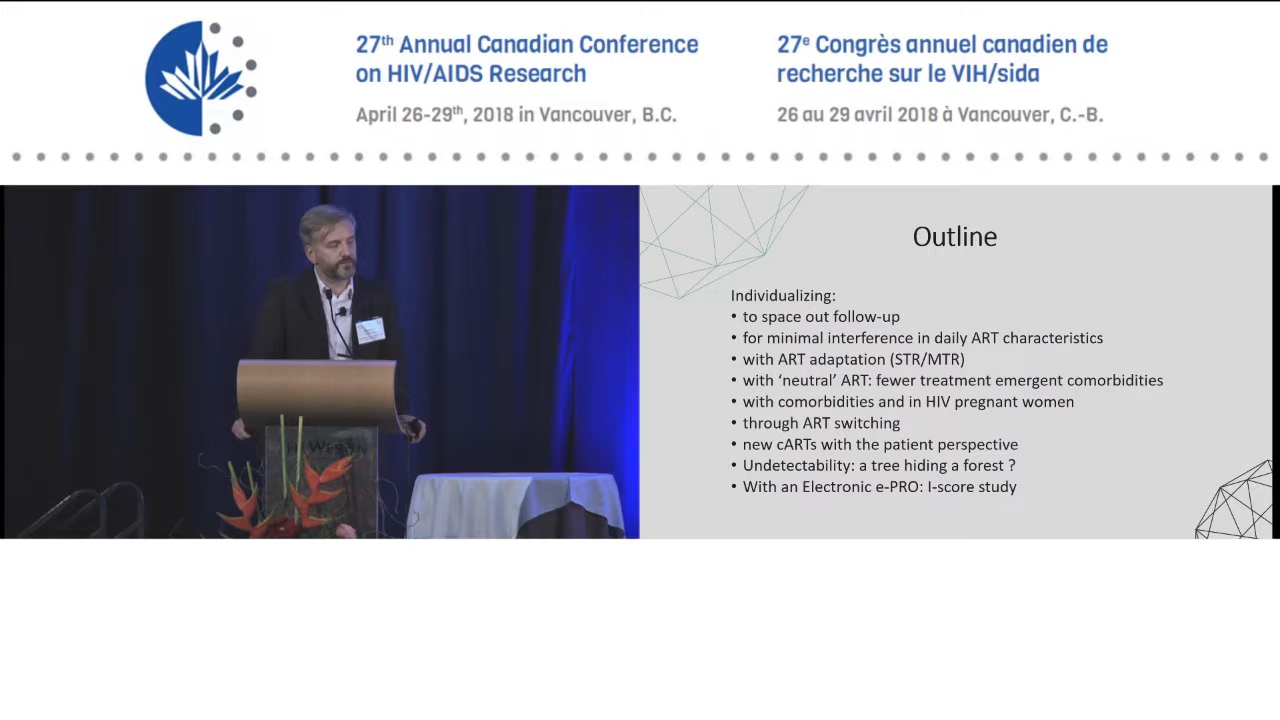 27th Annual Canadian Conference
on HIV/AIDS Research
April 26-29th, 2018 in Vancouver, B.C.
27e Congrès annuel canadien de
recherche sur le VIH/sida
26 au 29 avril 2018 à Vancouver, C.-B.
Outline
Individualizing:
• to space out follow-up
• for minimal interference in daily ART characteristics
• with ART adaptation (STR/MTR)
• with ‘neutral’ ART: fewer treatment emergent comorbidities
• with comorbidities and in HIV pregnant women
• through ART switching
• new cARTs with the patient perspective
• Undetectability: a tree hiding a forest ?
• With an Electronic e-PRO: I-score study